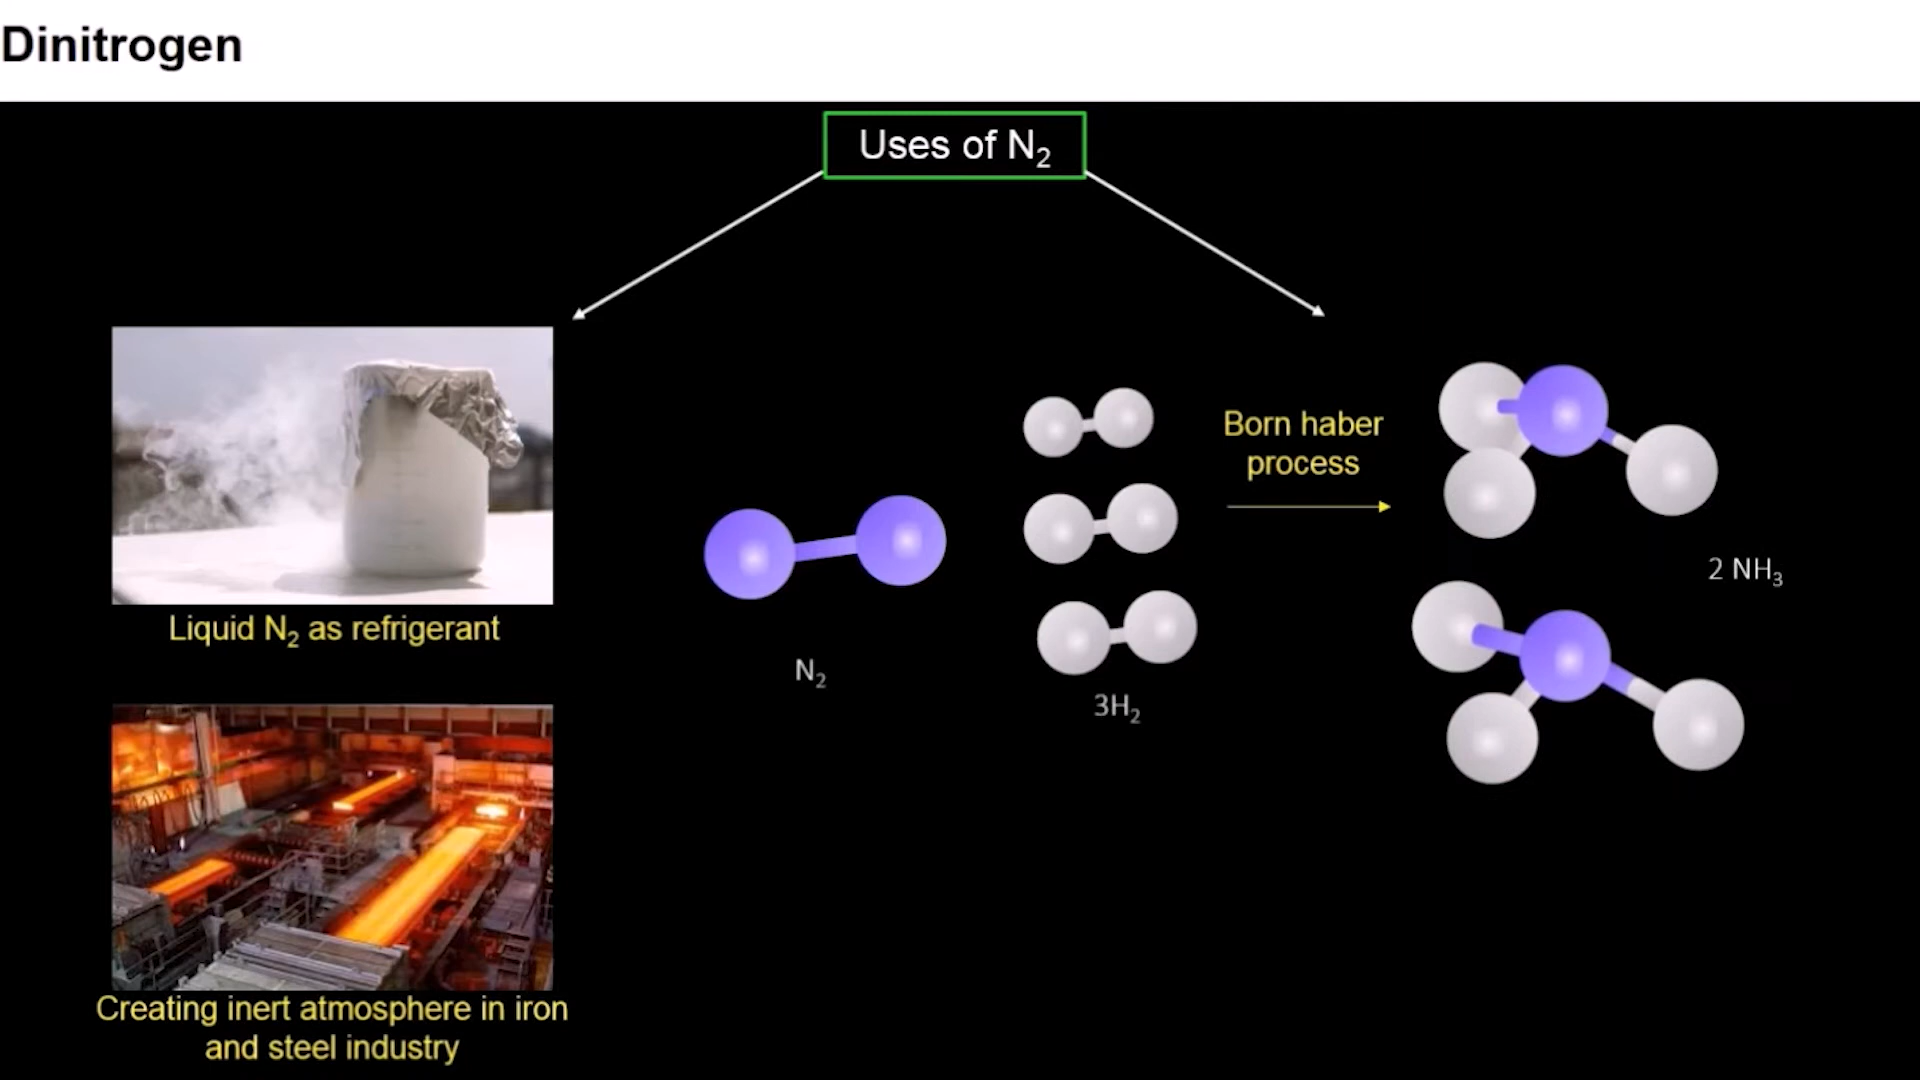 Dinitrogen
Uses of N₂
Liquid N₂ as refrigerant
Creating inert atmosphere in iron
and steel industry
N₂
3H₂
Born haber
process
2 NH₃